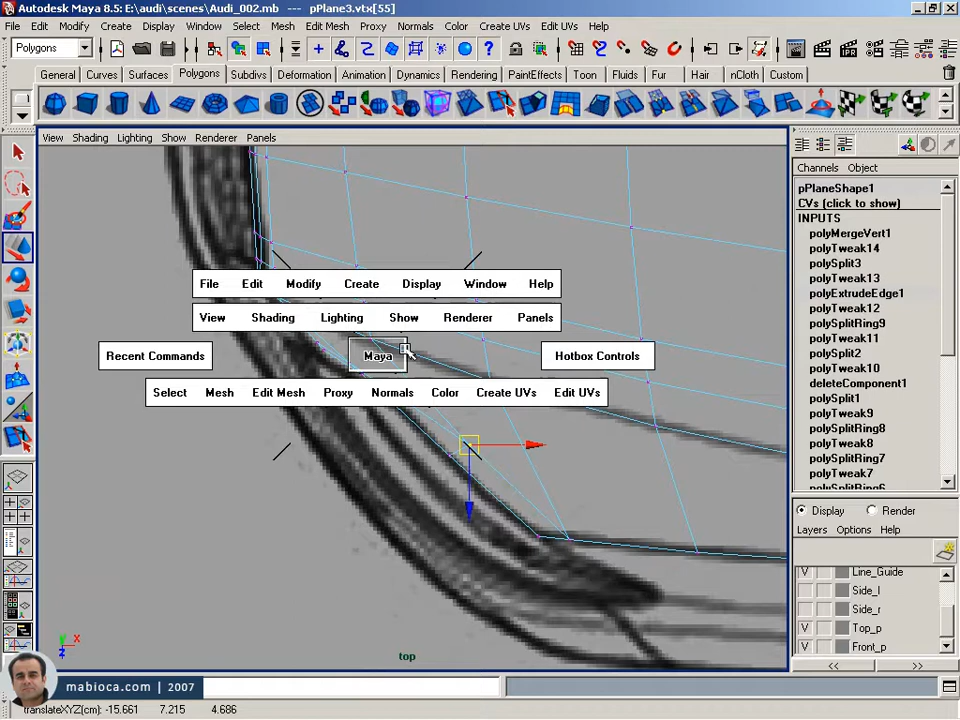 Autodesk Maya 8.5: E:\audi\scenes\Audi_002.mb --- pPlane3.vtx[55]
File Edit Modify Create Display Window Select Mesh Edit Mesh Proxy Normals Color Create UVs Edit UVs Help
Polygons
IPR
General Curves Surfaces Polygons Subdivs Deformation Animation Dynamics Rendering PaintEffects Toon Fluids Fur Hair nCloth Custom
View Shading Lighting Show Renderer Panels
Channels Object
pPlaneShape1
CVs (click to show)
INPUTS
polyMergeVert1
polyTweak14
polySplit3
polyTweak13
polyExtrudeEdge1
polyTweak12
polySplitRing9
polyTweak11
polySplit2
polyTweak10
deleteComponent1
polySplit1
polyTweak9
polySplitRing8
polyTweak8
polySplitRing7
polyTweak7
polySplitRing6
File Edit Modify Create Display Window Help
View Shading Lighting Show Renderer Panels
Recent Commands Maya Hotbox Controls
Select Mesh Edit Mesh Proxy Normals Color Create UVs Edit UVs
Display Render
Layers Options Help
V Line_Guide
Side_l
Side_r
V Top_p
V Front_p
<< >>
y x
z
top
mabioca.com | 2007
translateXYZ(cm): -15.661 7.215 4.686